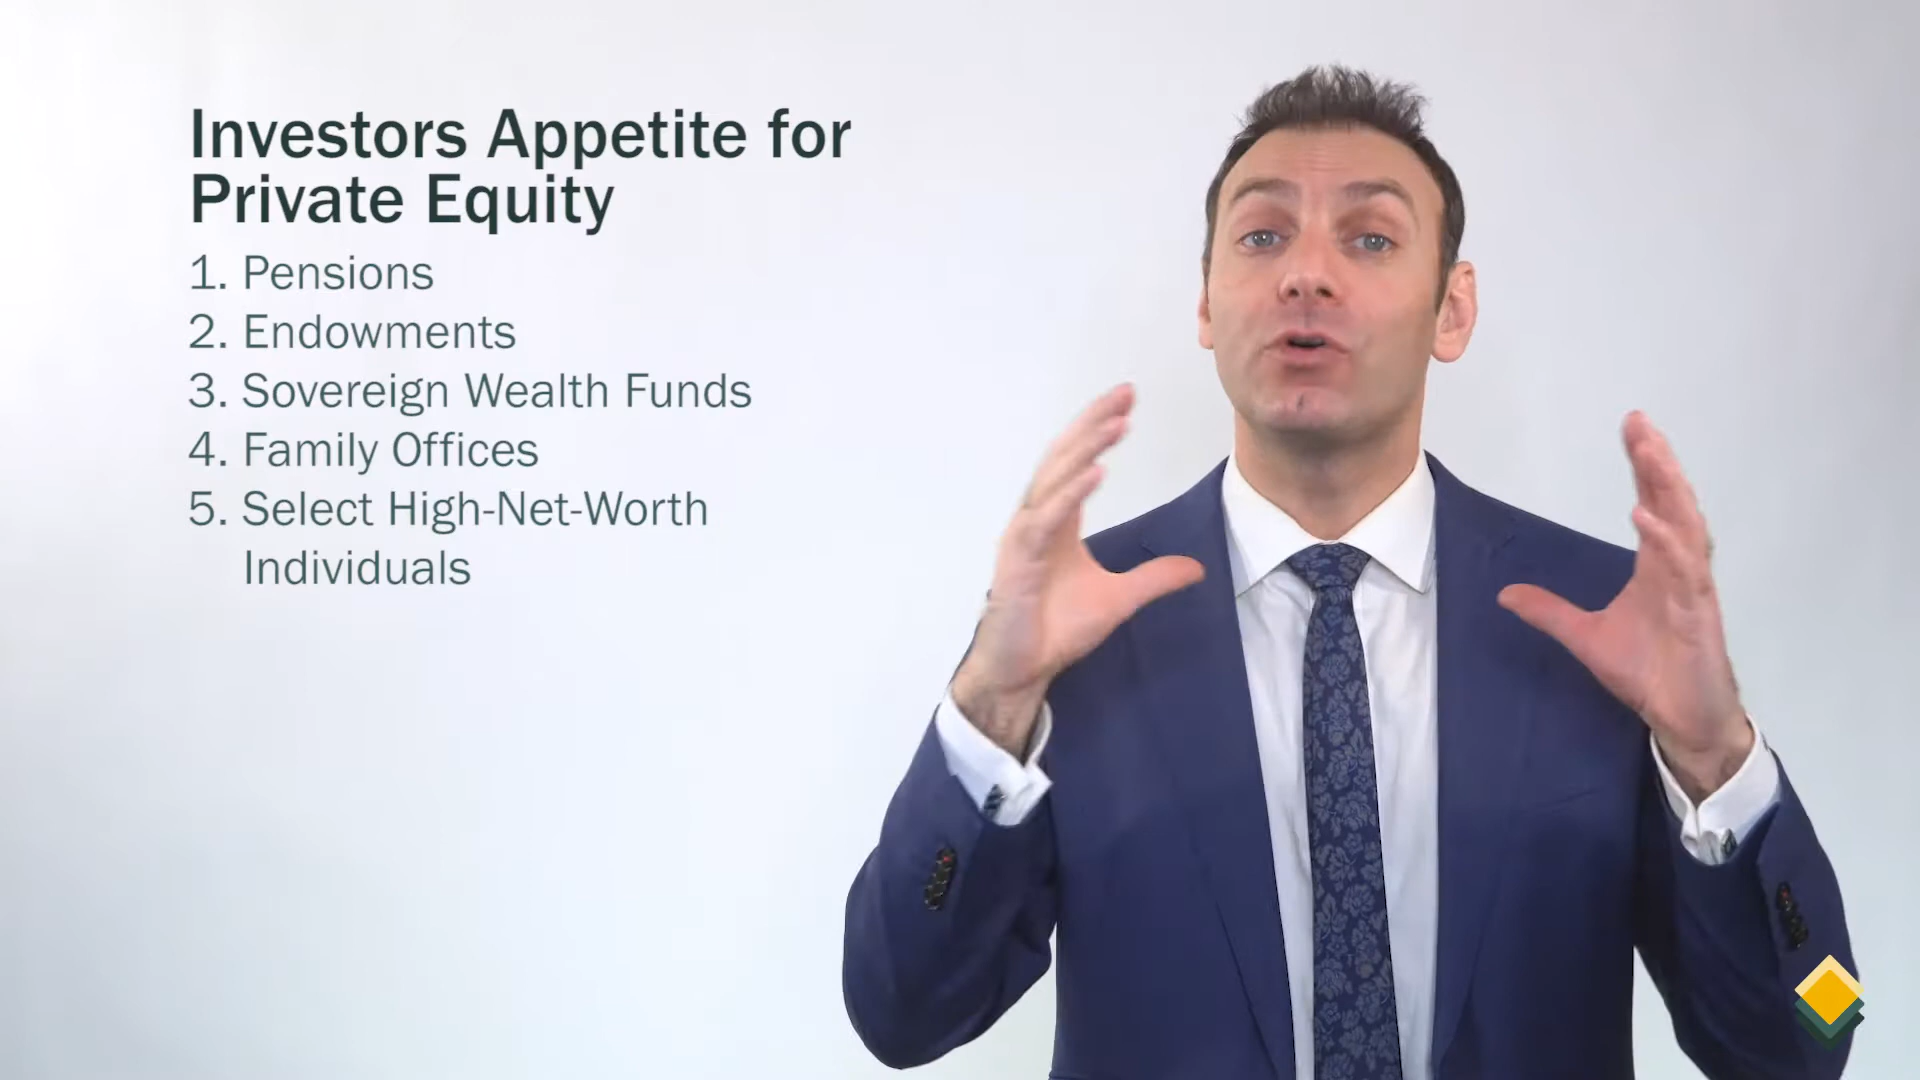 Investors Appetite for
Private Equity
1. Pensions
2. Endowments
3. Sovereign Wealth Funds
4. Family Offices
5. Select High-Net-Worth
Individuals